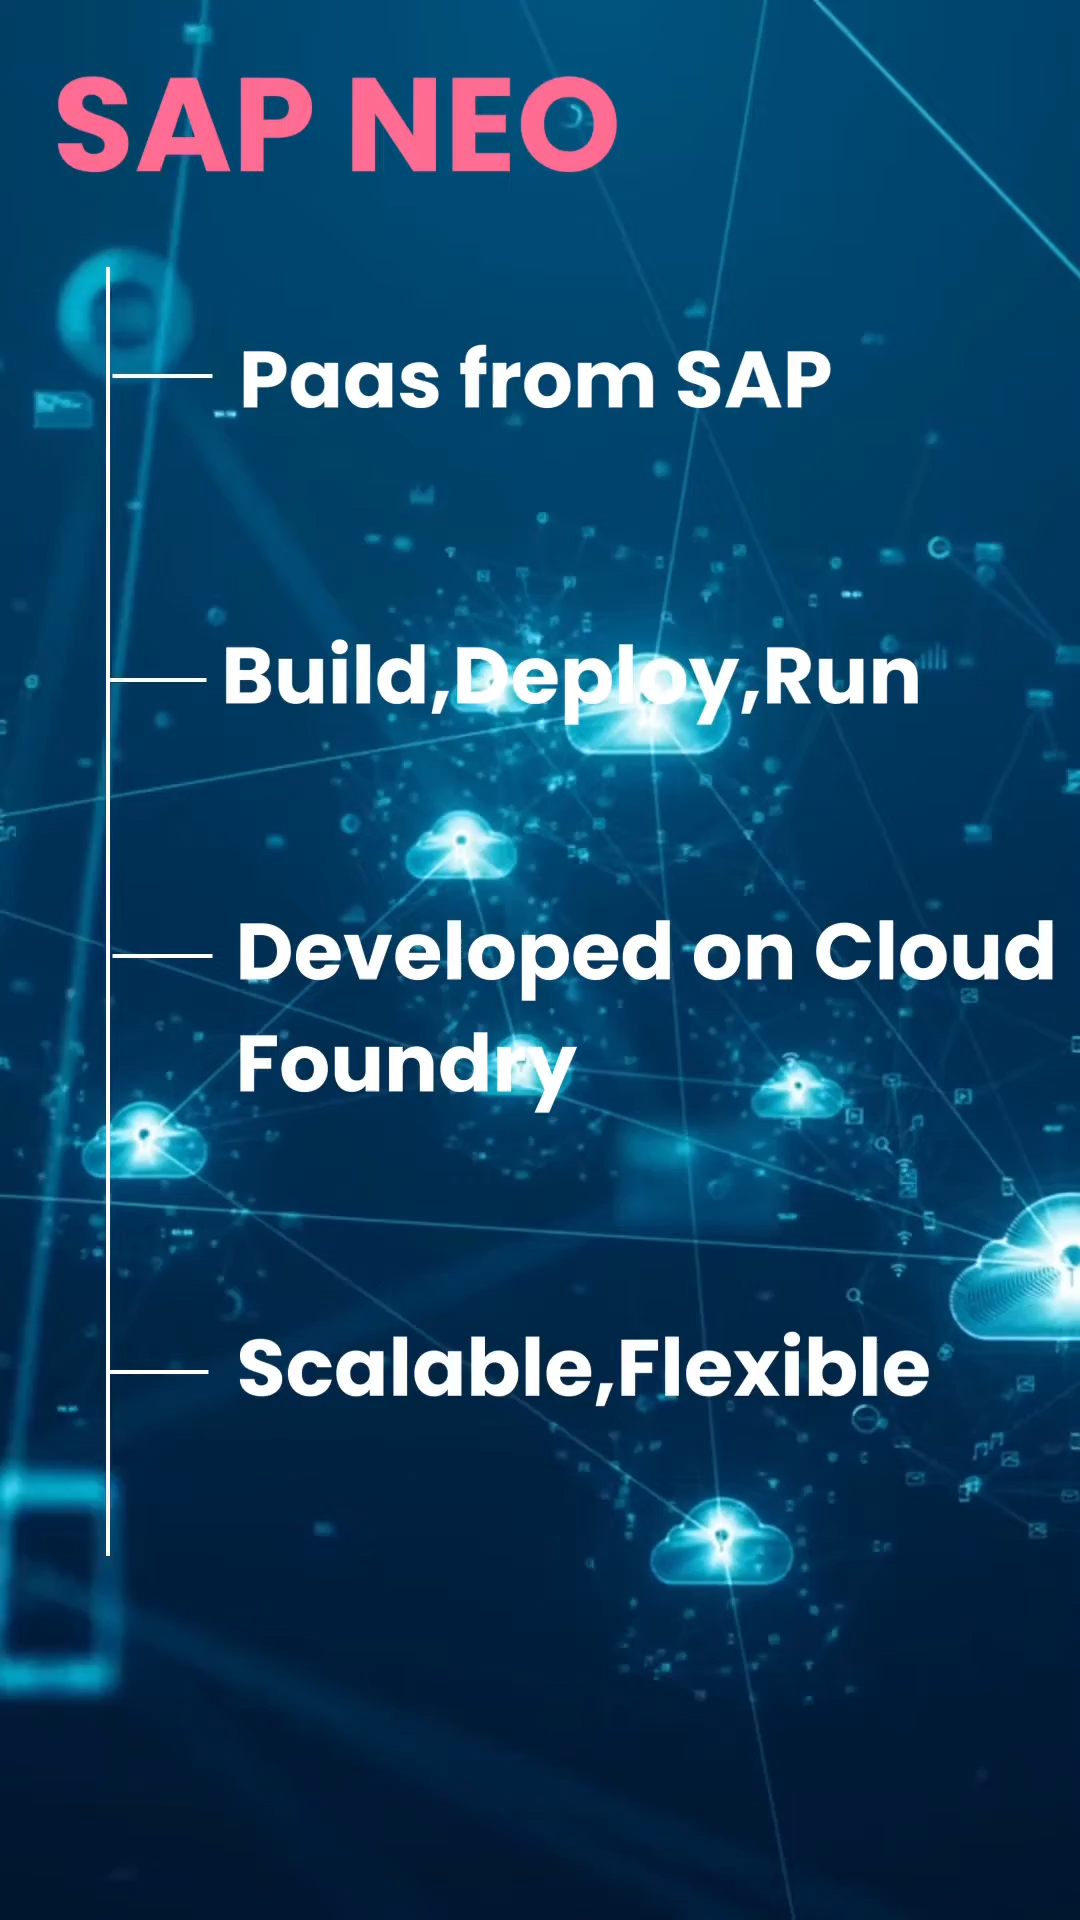 SAP NEO
Paas from SAP
Build,Deploy,Run
Developed on Cloud
Foundry
Scalable,Flexible